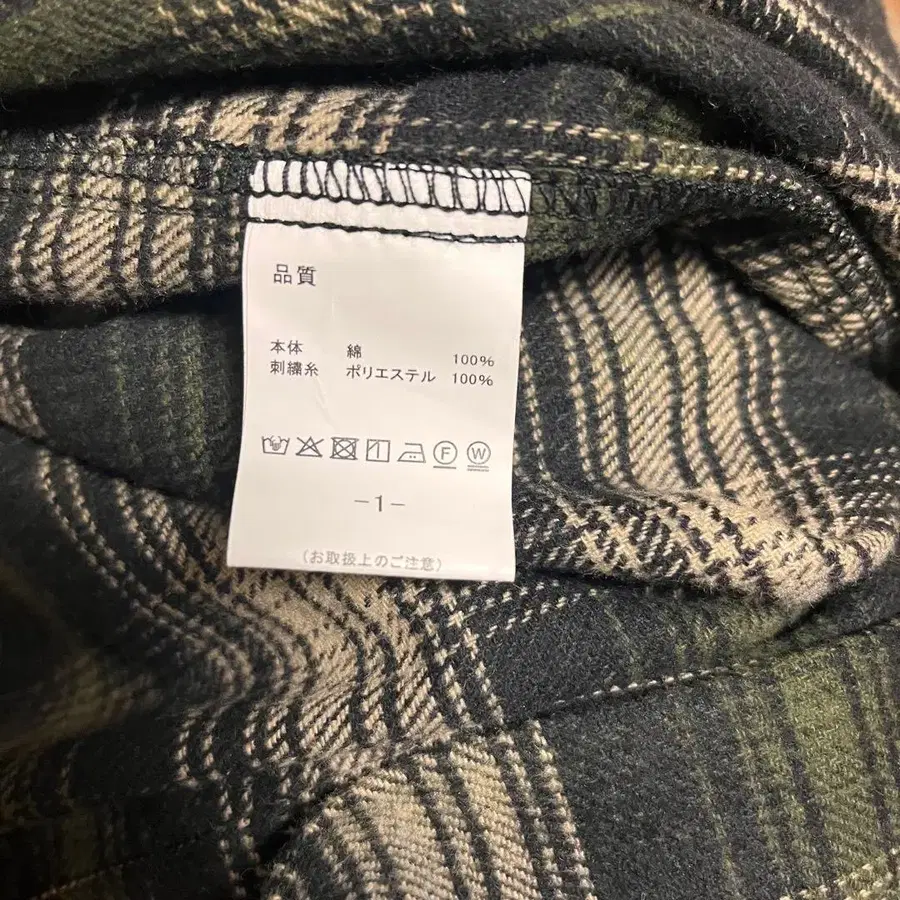 品質
本体 綿 100%
刺繍糸 ポリエステル 100%
F W
-1-
(お取扱上のご注意)